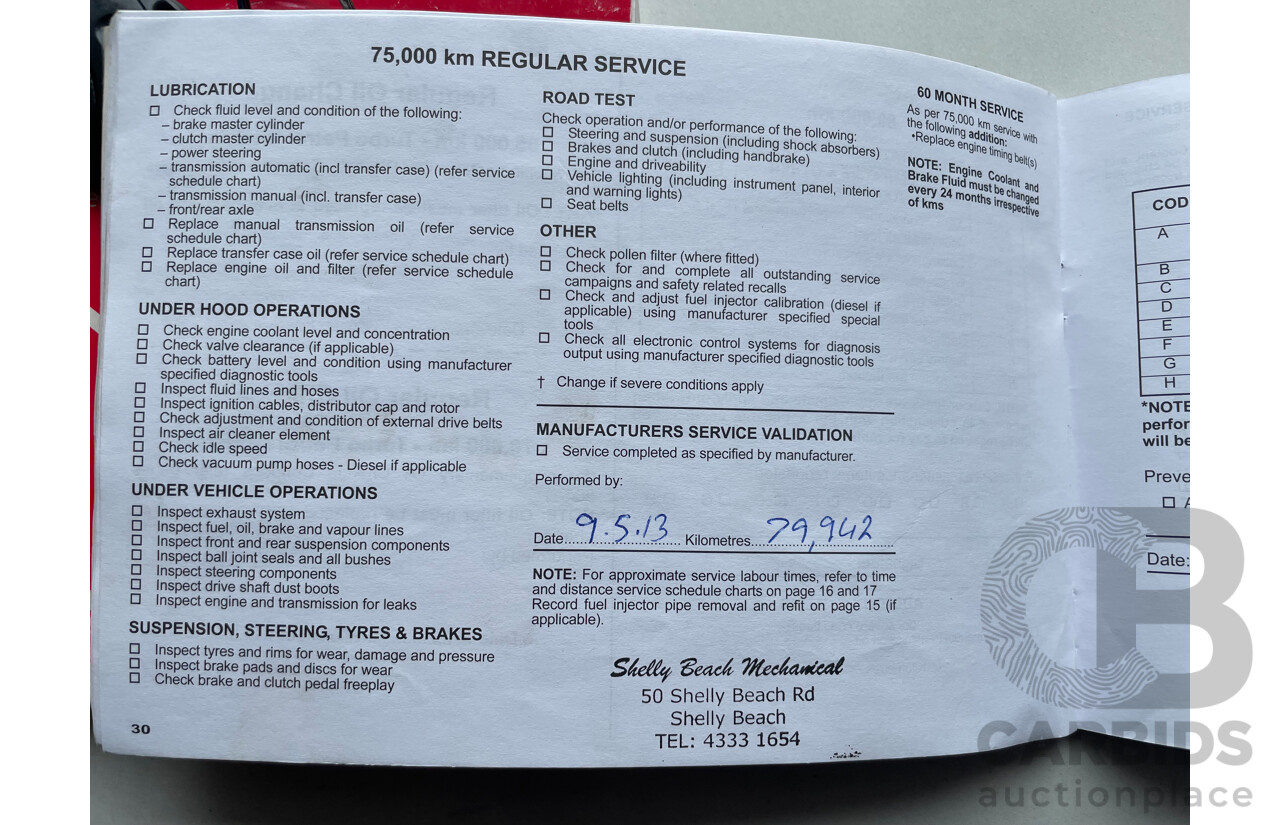 75,000 km REGULAR SERVICE
LUBRICATION
Check fluid level and condition of the following:
– brake master cylinder
– clutch master cylinder
– power steering
– transmission automatic (incl transfer case) (refer service
schedule chart)
– transmission manual (incl. transfer case)
– front/rear axle
Replace manual transmission oil (refer service
schedule chart)
Replace transfer case oil (refer service schedule chart)
Replace engine oil and filter (refer service schedule
chart)
UNDER HOOD OPERATIONS
Check engine coolant level and concentration
Check valve clearance (if applicable)
Check battery level and condition using manufacturer
specified diagnostic tools
Inspect fluid lines and hoses
Inspect ignition cables, distributor cap and rotor
Check adjustment and condition of external drive belts
Inspect air cleaner element
Check idle speed
Check vacuum pump hoses - Diesel if applicable
UNDER VEHICLE OPERATIONS
Inspect exhaust system
Inspect fuel, oil, brake and vapour lines
Inspect front and rear suspension components
Inspect ball joint seals and all bushes
Inspect steering components
Inspect drive shaft dust boots
Inspect engine and transmission for leaks
SUSPENSION, STEERING, TYRES & BRAKES
Inspect tyres and rims for wear, damage and pressure
Inspect brake pads and discs for wear
Check brake and clutch pedal freeplay
30
ROAD TEST
Check operation and/or performance of the following:
Steering and suspension (including shock absorbers)
Brakes and clutch (including handbrake)
Engine and driveability
Vehicle lighting (including instrument panel, interior
and warning lights)
Seat belts
OTHER
Check pollen filter (where fitted)
Check for and complete all outstanding service
campaigns and safety related recalls
Check and adjust fuel injector calibration (diesel if
applicable) using manufacturer specified special
tools
Check all electronic control systems for diagnosis
output using manufacturer specified diagnostic tools
† Change if severe conditions apply
MANUFACTURERS SERVICE VALIDATION
Service completed as specified by manufacturer.
Performed by:
Date 9.5.13 Kilometres 79,942
NOTE: For approximate service labour times, refer to time
and distance service schedule charts on page 16 and 17
Record fuel injector pipe removal and refit on page 15 (if
applicable).
Shelly Beach Mechanical
50 Shelly Beach Rd
Shelly Beach
TEL: 4333 1654
60 MONTH SERVICE
As per 75,000 km service with
the following addition:
*Replace engine timing belt(s)
NOTE: Engine Coolant and
Brake Fluid must be changed
every 24 months irrespective
of kms
COD
A
B
C
D
E
F
G
H
*NOTE
perfor
will be
Preve
A
Date:
CARBIDS
auctionplace